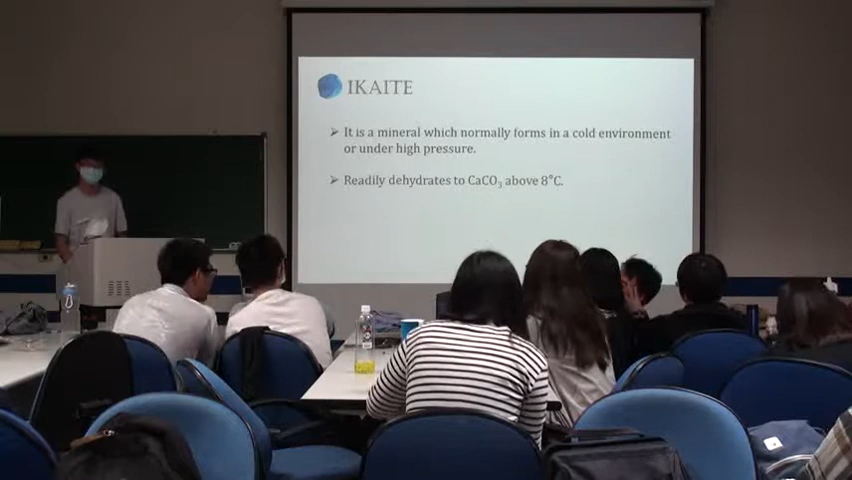 IKAITE
➢ It is a mineral which normally forms in a cold environment
or under high pressure.
➢ Readily dehydrates to CaCO₃ above 8°C.